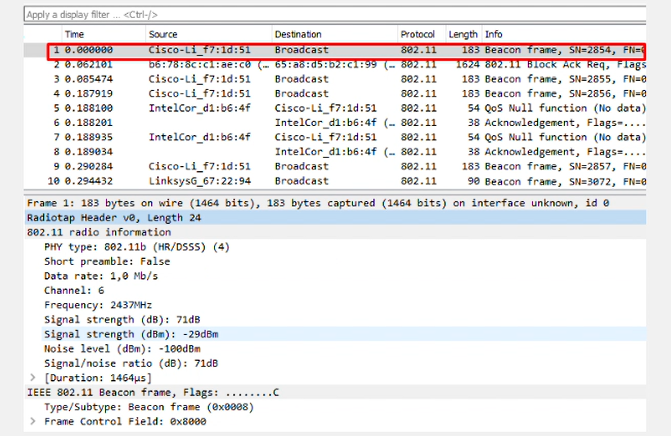 Apply a display filter ... <Ctrl-/>
Time Source Destination Protocol Length Info
1 0.000000 Cisco-Li_f7:1d:51 Broadcast 802.11 183 Beacon frame, SN=2854, FN=0
2 0.062101 b6:78:8c:c1:ae:c0 (… 65:a8:d5:b2:c1:99 (… 802.11 1624 802.11 Block Ack Req, Flags
3 0.085474 Cisco-Li_f7:1d:51 Broadcast 802.11 183 Beacon frame, SN=2855, FN=0
4 0.187919 Cisco-Li_f7:1d:51 Broadcast 802.11 183 Beacon frame, SN=2856, FN=0
5 0.188100 IntelCor_d1:b6:4f Cisco-Li_f7:1d:51 802.11 54 QoS Null function (No data)
6 0.188201 IntelCor_d1:b6:4f (… 802.11 38 Acknowledgement, Flags=....
7 0.188935 IntelCor_d1:b6:4f Cisco-Li_f7:1d:51 802.11 54 QoS Null function (No data)
8 0.189034 IntelCor_d1:b6:4f (… 802.11 38 Acknowledgement, Flags=....
9 0.290284 Cisco-Li_f7:1d:51 Broadcast 802.11 183 Beacon frame, SN=2857, FN=0
10 0.294432 LinksysG_67:22:94 Broadcast 802.11 90 Beacon frame, SN=3072, FN=0
Frame 1: 183 bytes on wire (1464 bits), 183 bytes captured (1464 bits) on interface unknown, id 0
Radiotap Header v0, Length 24
802.11 radio information
PHY type: 802.11b (HR/DSSS) (4)
Short preamble: False
Data rate: 1,0 Mb/s
Channel: 6
Frequency: 2437MHz
Signal strength (dB): 71dB
Signal strength (dBm): -29dBm
Noise level (dBm): -100dBm
Signal/noise ratio (dB): 71dB
> [Duration: 1464µs]
IEEE 802.11 Beacon frame, Flags: ........C
Type/Subtype: Beacon frame (0x0008)
> Frame Control Field: 0x8000